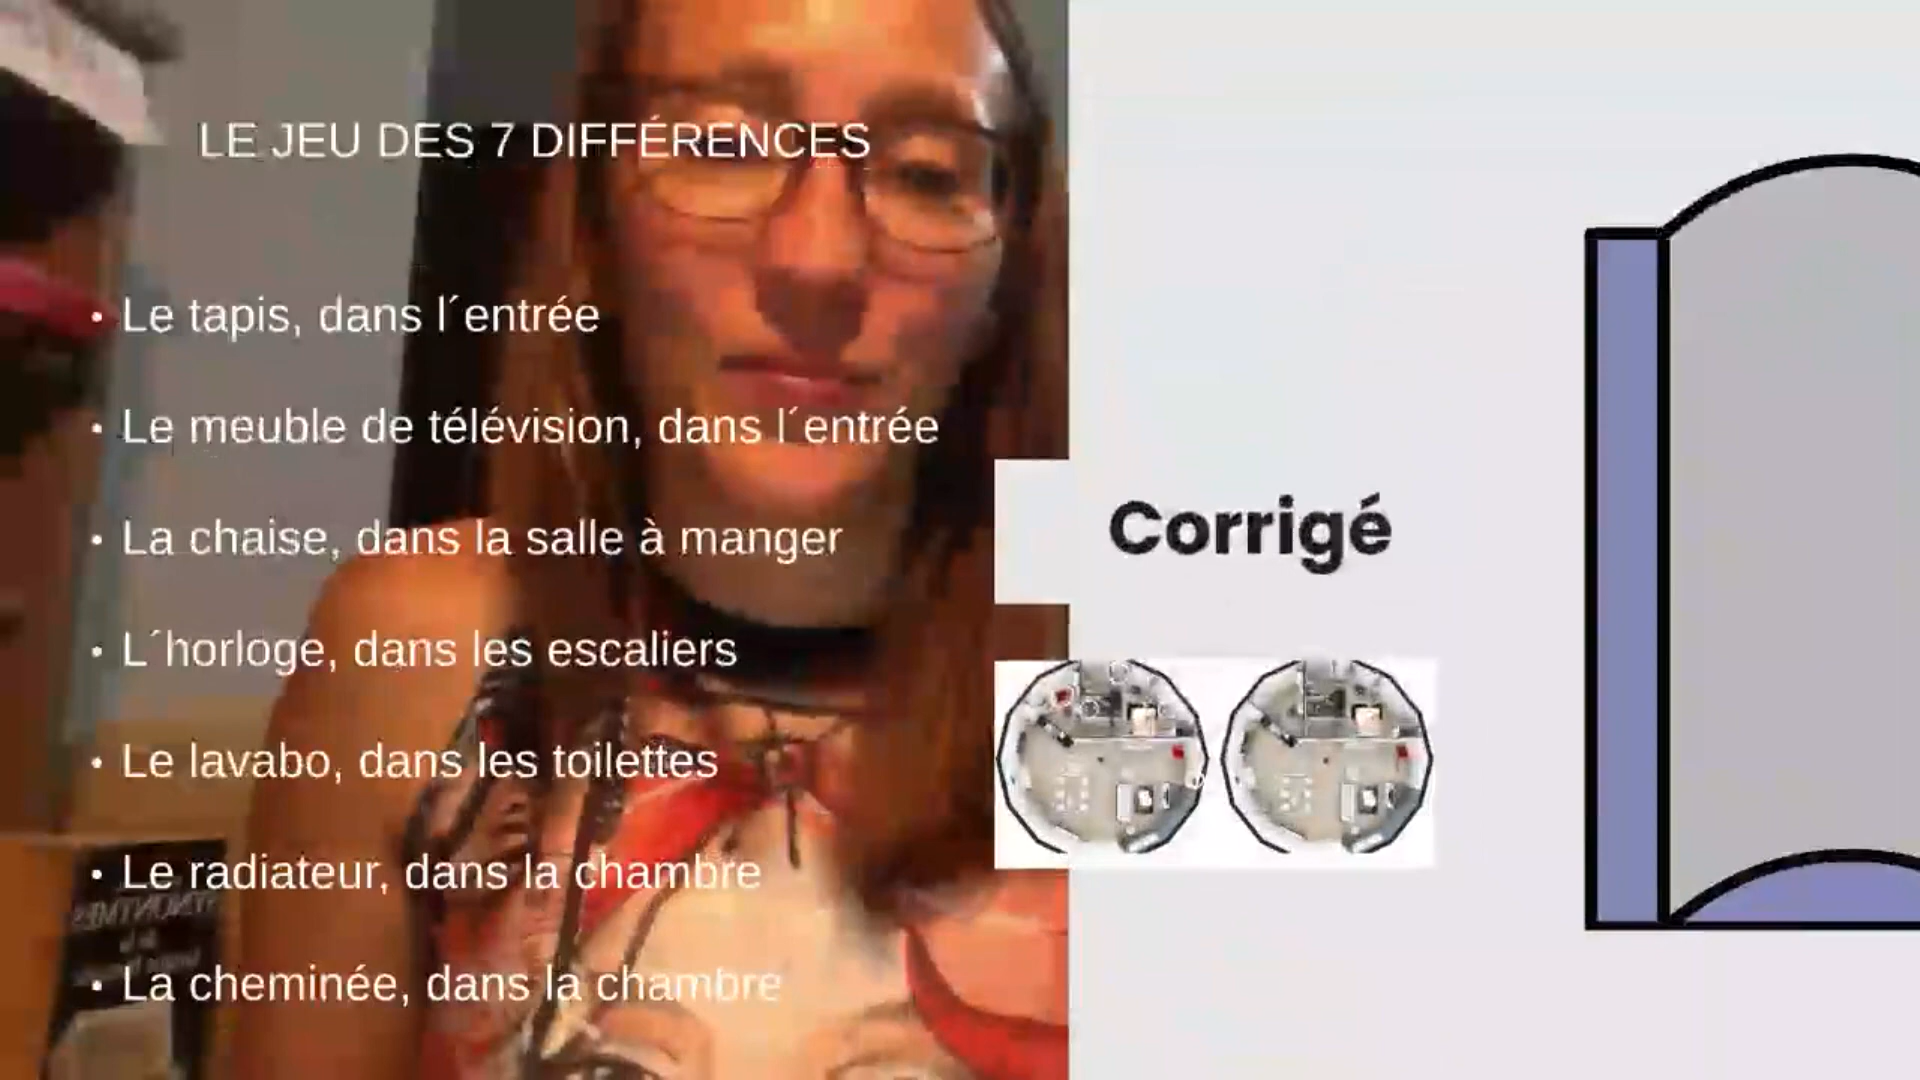 LE JEU DES 7 DIFFÉRENCES
• Le tapis, dans l´entrée
• Le meuble de télévision, dans l´entrée
• La chaise, dans la salle à manger
• L´horloge, dans les escaliers
• Le lavabo, dans les toilettes
• Le radiateur, dans la chambre
• La cheminée, dans la chambre
Corrigé